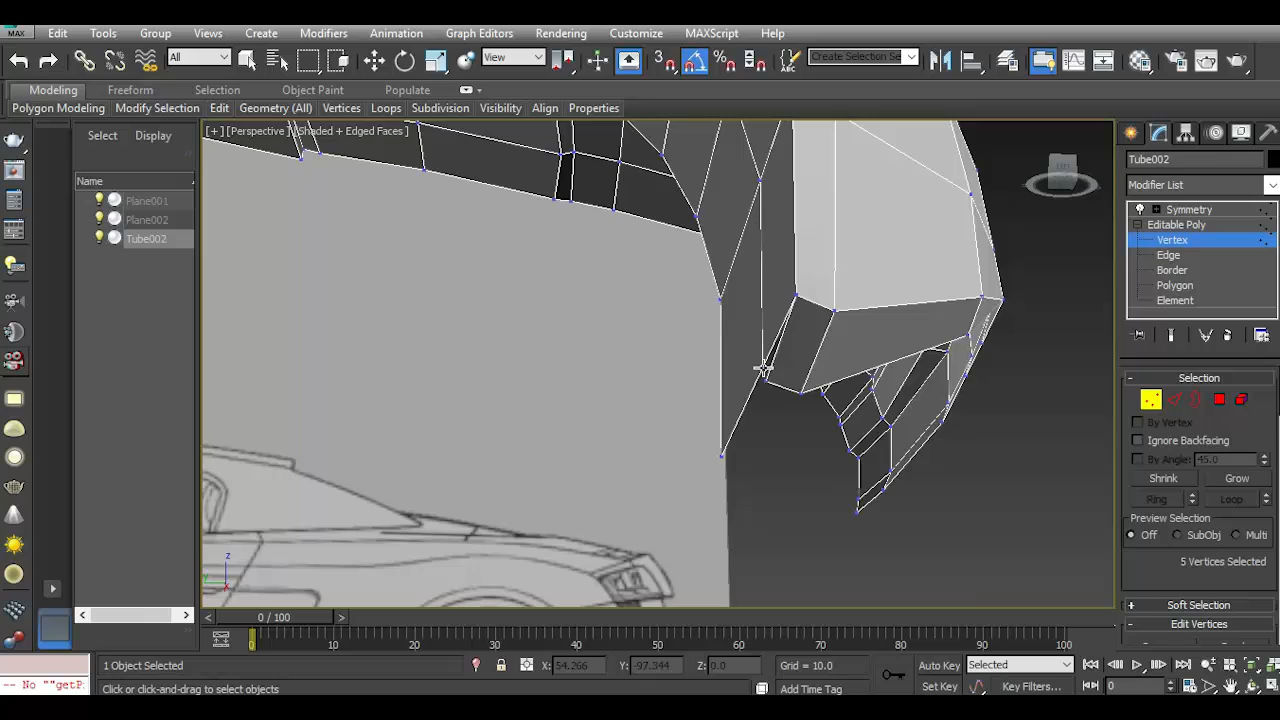 MAX Edit Tools Group Views Create Modifiers Animation Graph Editors Rendering Customize MAXScript Help
All View 3 Create Selection Se
Modeling Freeform Selection Object Paint Populate
Polygon Modeling Modify Selection Edit Geometry (All) Vertices Loops Subdivision Visibility Align Properties
Select Display
[ + ] [Perspective ] [Shaded + Edged Faces ]
Name
Plane001
Plane002
Tube002
Tube002
Modifier List
Symmetry
Editable Poly
Vertex
Edge
Border
Polygon
Element
Selection
By Vertex
Ignore Backfacing
By Angle: 45.0
Shrink Grow
Ring Loop
Preview Selection
Off SubObj Multi
5 Vertices Selected
Soft Selection
Edit Vertices
z
0 / 100
0 10 20 30 40 50 60 70 80 90 100
1 Object Selected X: 54.266 Y: -97.344 Z: 0.0 Grid = 10.0 Auto Key Selected
-- No ""getP Click or click-and-drag to select objects Add Time Tag Set Key Key Filters... 0